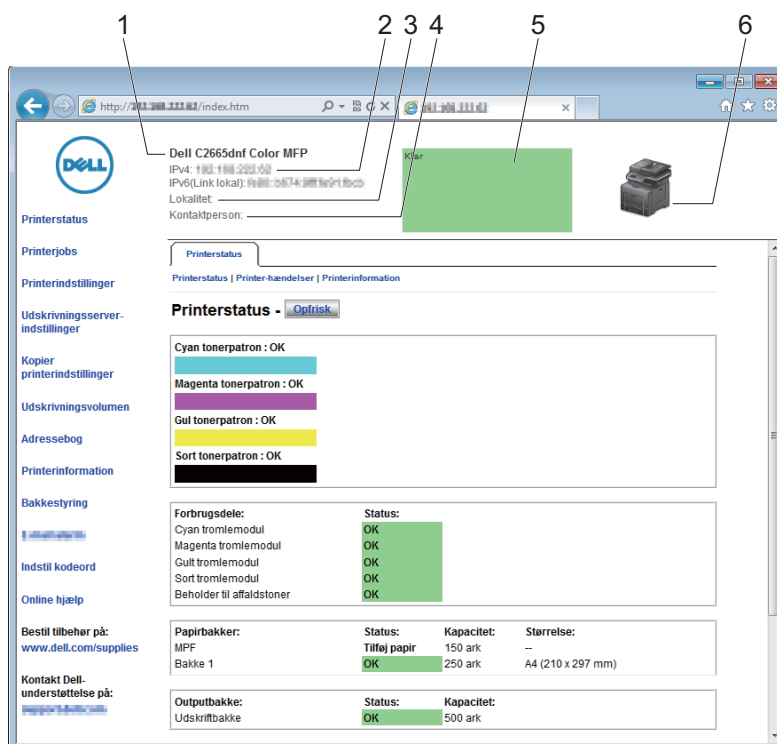 1 2 3 4 5 6
http:// /index.htm
DELL
Dell C2665dnf Color MFP
IPv4:
IPv6(Link lokal):
Lokalitet:
Kontaktperson:
Klar
Printerstatus
Printerjobs
Printerindstillinger
Udskrivningsserver-
indstillinger
Kopier
printerindstillinger
Udskrivningsvolumen
Adressebog
Printerinformation
Bakkestyring
Indstil kodeord
Online hjælp
Bestil tilbehør på:
www.dell.com/supplies
Kontakt Dell-
understøttelse på:
Printerstatus
Printerstatus | Printer-hændelser | Printerinformation
Printerstatus - Opfrisk
Cyan tonerpatron : OK
Magenta tonerpatron : OK
Gul tonerpatron : OK
Sort tonerpatron : OK
Forbrugsdele: Status:
Cyan tromlemodul OK
Magenta tromlemodul OK
Gult tromlemodul OK
Sort tromlemodul OK
Beholder til affaldstoner OK
Papirbakker: Status: Kapacitet: Størrelse:
MPF Tilføj papir 150 ark --
Bakke 1 OK 250 ark A4 (210 x 297 mm)
Outputbakke: Status: Kapacitet:
Udskriftbakke OK 500 ark